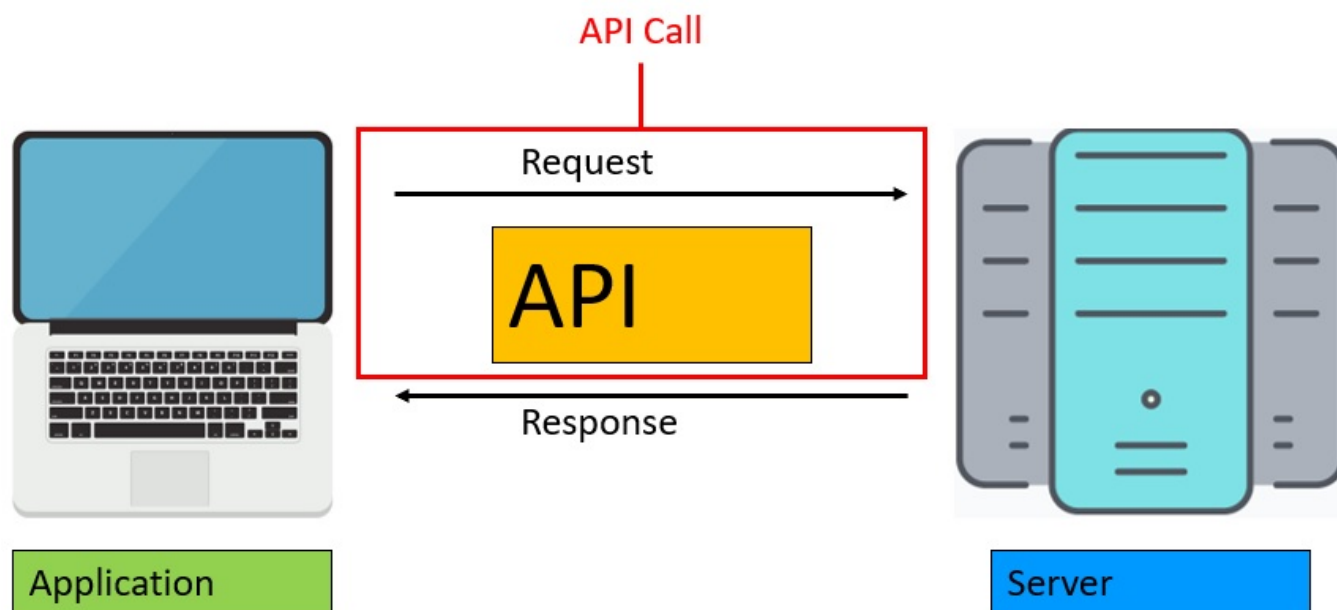 API Call
Request
API
Response
Application
Server